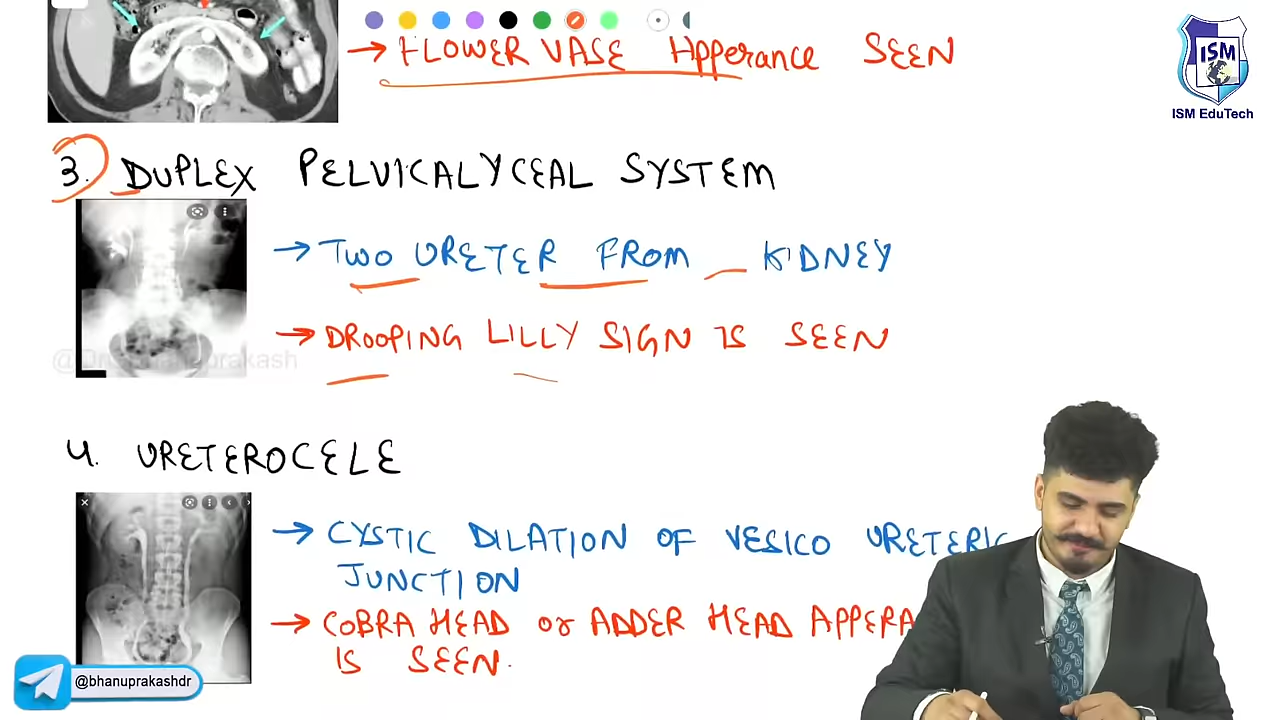 → FLOWER VASE Apperance SEEN
ISM
ISM EduTech
3. DUPLEX PELVICALYCEAL SYSTEM
→ TWO URETER FROM KIDNEY
→ DROOPING LILLY SIGN IS SEEN
4. URETEROCELE
→ CYSTIC DILATION OF VESICO URETERIC
JUNCTION
→ COBRA HEAD or ADDER HEAD APPERA
IS SEEN.
@bhanuprakashdr